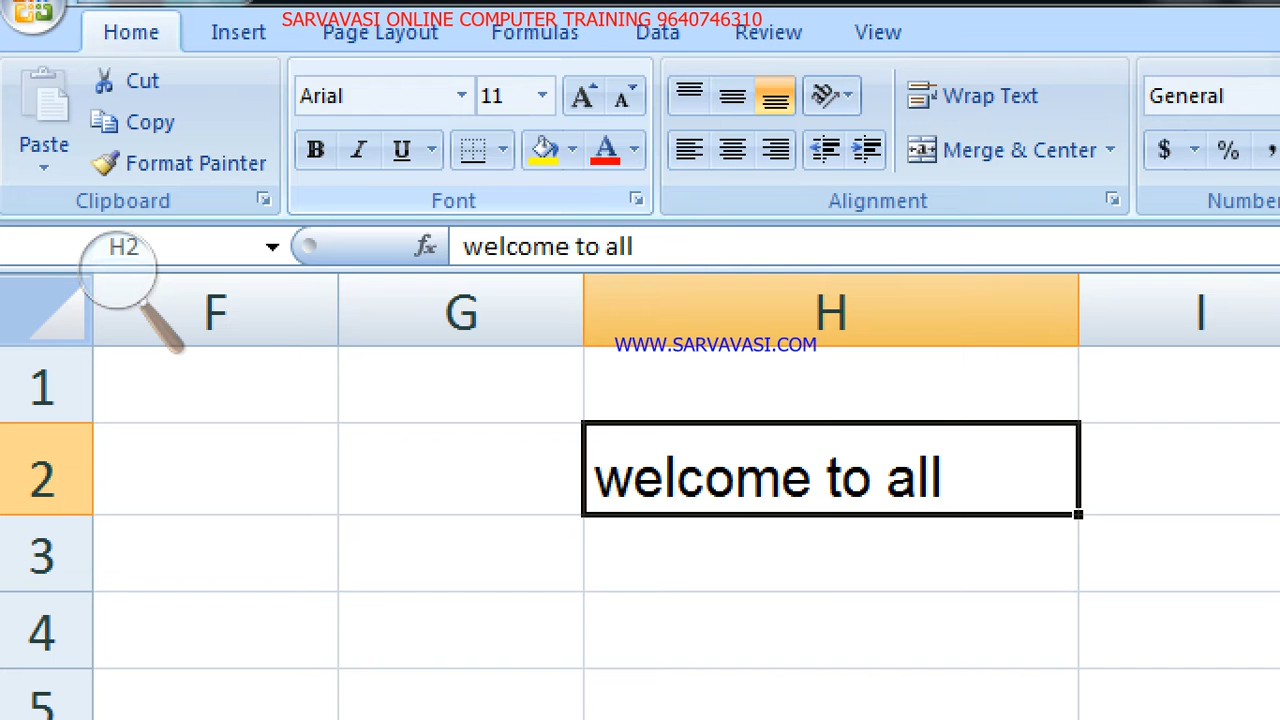 SARVAVASI ONLINE COMPUTER TRAINING 9640746310
Home Insert Page Layout Formulas Data Review View
Cut
Copy
Format Painter
Paste
Clipboard
Arial 11 A A
B I U A
Font
Wrap Text
Merge & Center
Alignment
General
$ % ,
Number
H2 fx welcome to all
F G H I
WWW.SARVAVASI.COM
1
2 welcome to all
3
4
5